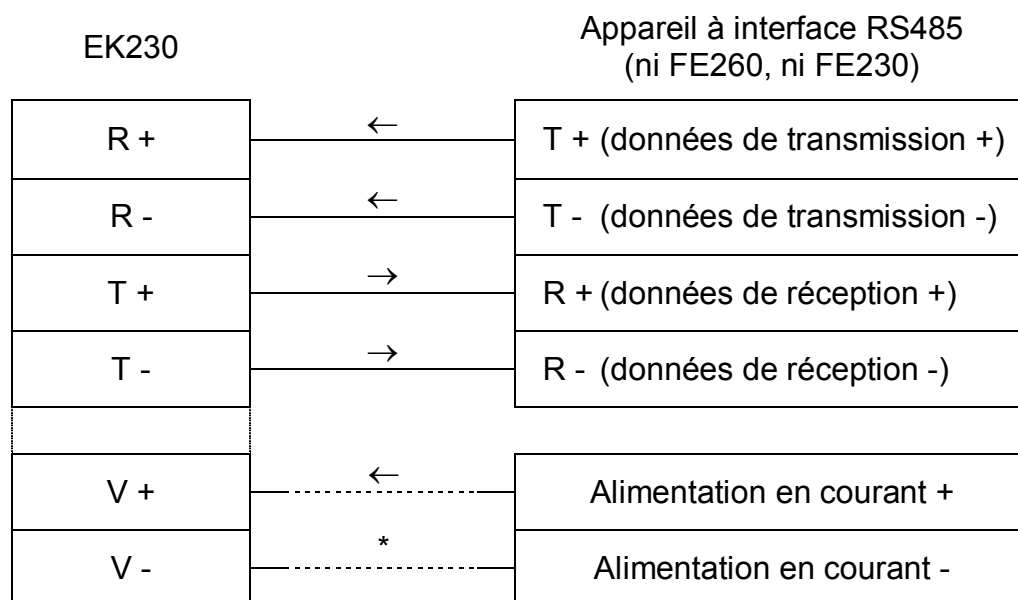 EK230
Appareil à interface RS485
(ni FE260, ni FE230)
R + ← T + (données de transmission +)
R - ← T - (données de transmission -)
T + → R + (données de réception +)
T - → R - (données de réception -)
V + ← Alimentation en courant +
V - * Alimentation en courant -